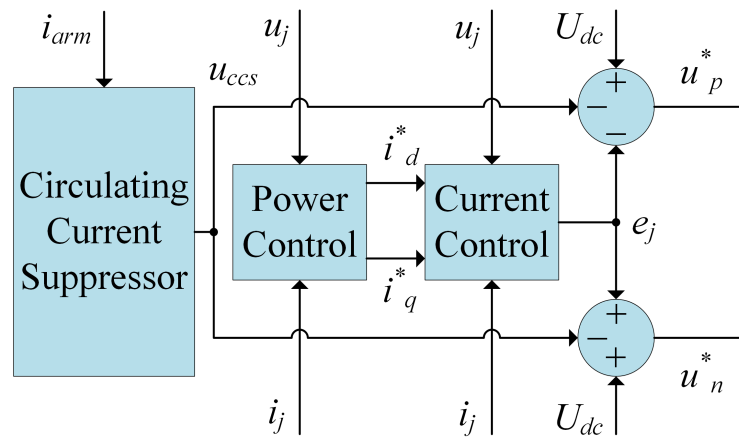 i_arm
u_j
u_j
U_dc
u_ccs
u*_p
+
−
−
Circulating
Current
Suppressor
i*_d
Power
Control
Current
Control
e_j
i*_q
+
−
+
u*_n
i_j
i_j
U_dc